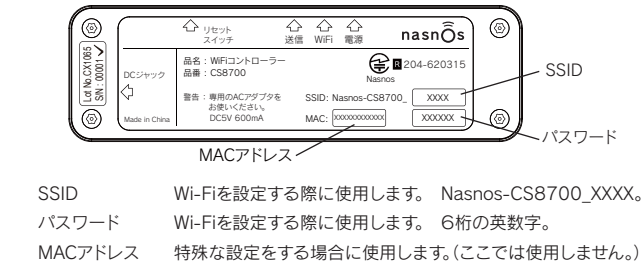 リセット
スイッチ
送信 WiFi 電源
nasnos
Lot No.CX1065
S/N : 00001
DCジャック
Made in China
品名：WiFiコントローラー
品番：CS8700
警告：専用のACアダプタを
お使いください。
DC5V 600mA
R 204-620315
Nasnos
SSID: Nasnos-CS8700_ XXXX
MAC: XXXXXXXXXXXX XXXXXX
SSID
パスワード
MACアドレス
SSID Wi-Fiを設定する際に使用します。 Nasnos-CS8700_XXXX。
パスワード Wi-Fiを設定する際に使用します。 6桁の英数字。
MACアドレス 特殊な設定をする場合に使用します。（ここでは使用しません。）